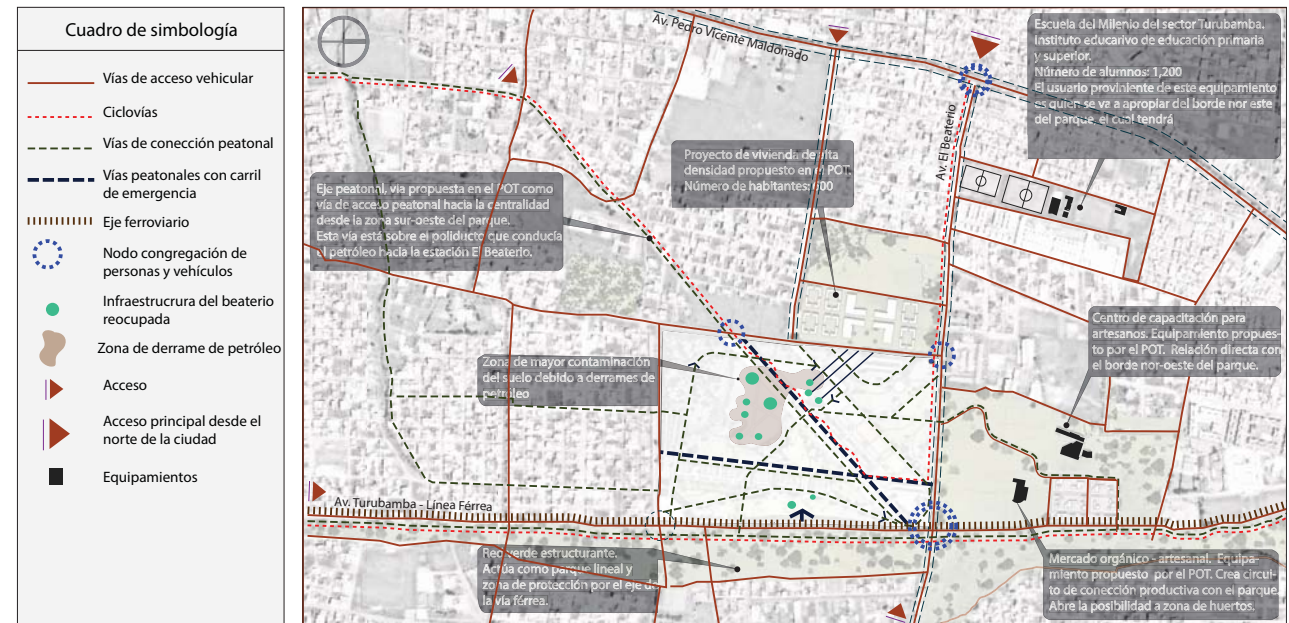 Cuadro de simbología
Vías de acceso vehicular
Ciclovías
Vías de conección peatonal
Vías peatonales con carril
de emergencia
Eje ferroviario
Nodo congregación de
personas y vehículos
Infraestrucrura del beaterio
reocupada
Zona de derrame de petróleo
Acceso
Acceso principal desde el
norte de la ciudad
Equipamientos
Av. Pedro Vicente Maldonado
Escuela del Milenio del sector Turubamba.
Instituto educarivo de educación primaria
y superior.
Número de alumnos: 1,200
El usuario proviniente de este equipamiento
es quien se va a apropiar del borde nor este
del parque, el cual tendrá
Av. El Beaterio
Proyecto de vivienda de alta
densidad propuesto en el POT.
Número de habitantes: 600
Eje peatonal, vía propuesta en el POT como
vía de acceso peatonal hacia la centralidad
desde la zona sur-oeste del parque.
Esta vía está sobre el poliducto que conducía
el petróleo hacia la estación El Beaterio.
Centro de capacitación para
artesanos. Equipamiento propues-
to por el POT. Relación directa con
el borde nor-oeste del parque.
Zona de mayor contaminación
del suelo debido a derrames de
petróleo
Av. Turubamba - Línea Férrea
Red verde estructurante.
Actúa como parque lineal y
zona de protección por el eje de
la vía férrea.
Mercado orgánico - artesanal. Equipa-
miento propuesto por el POT. Crea circui-
to de conección productiva con el parque.
Abre la posibilidad a zona de huertos.